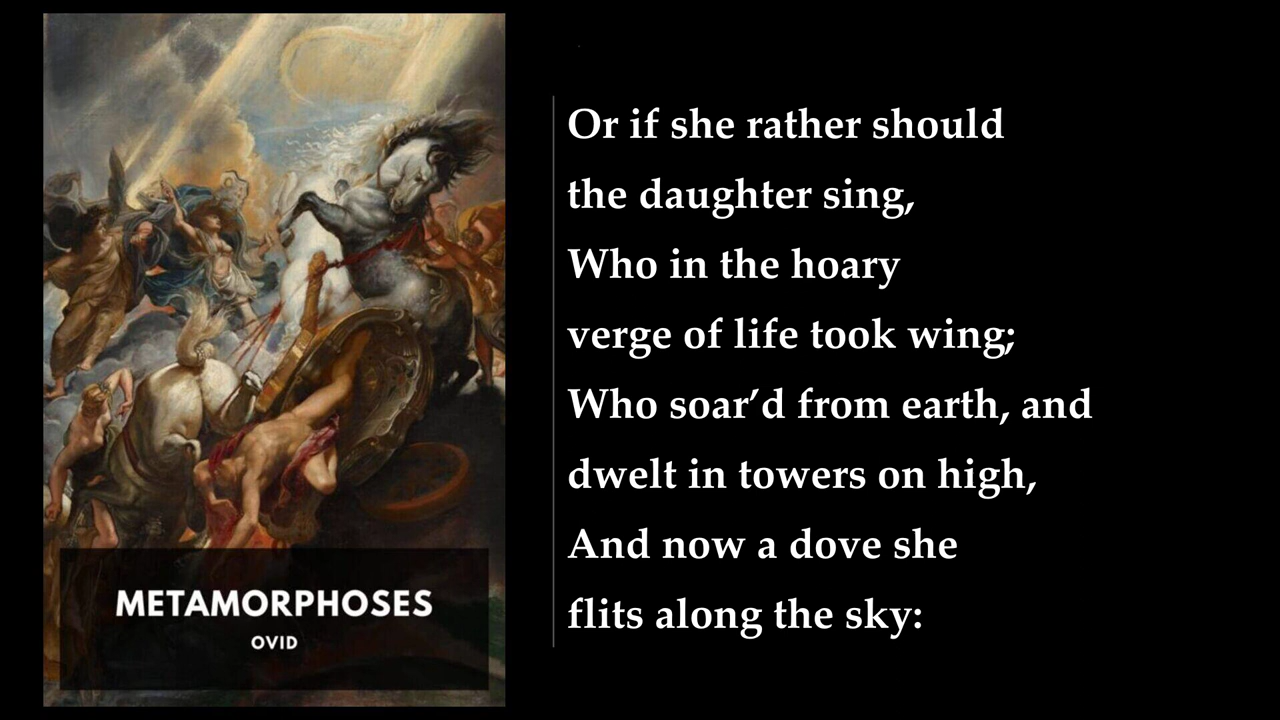 METAMORPHOSES
OVID
Or if she rather should
the daughter sing,
Who in the hoary
verge of life took wing;
Who soar’d from earth, and
dwelt in towers on high,
And now a dove she
flits along the sky: